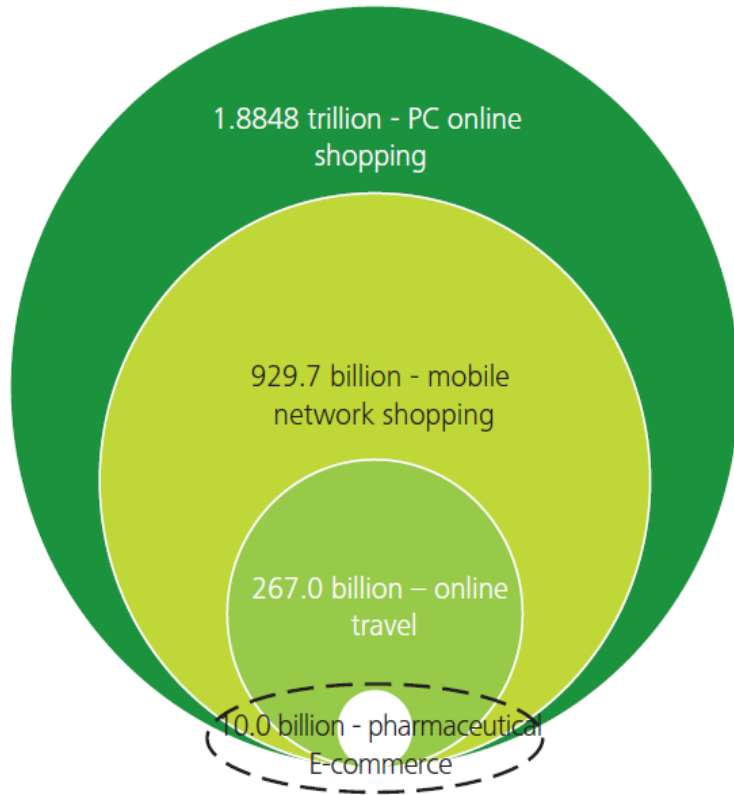 1.8848 trillion - PC online
shopping
929.7 billion - mobile
network shopping
267.0 billion – online
travel
10.0 billion - pharmaceutical
E-commerce